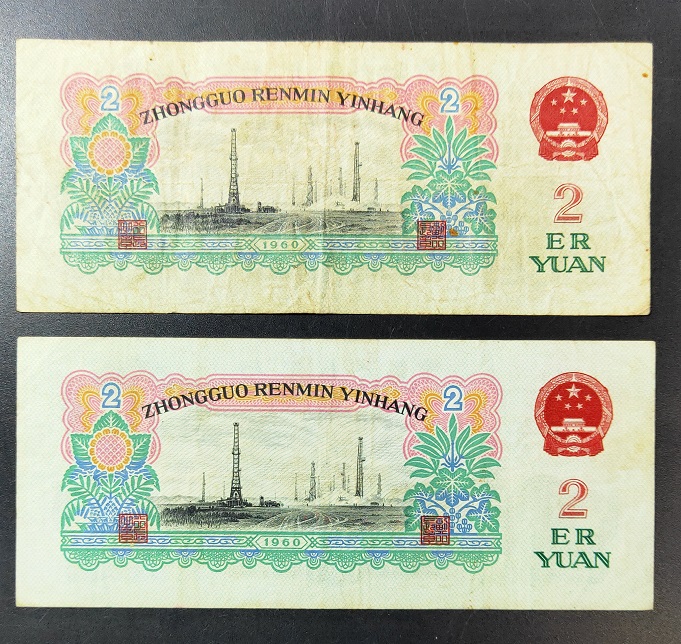 2 ZHONGGUO RENMIN YINHANG 2
2
ER
YUAN
1960
2 ZHONGGUO RENMIN YINHANG 2
2
ER
YUAN
1960